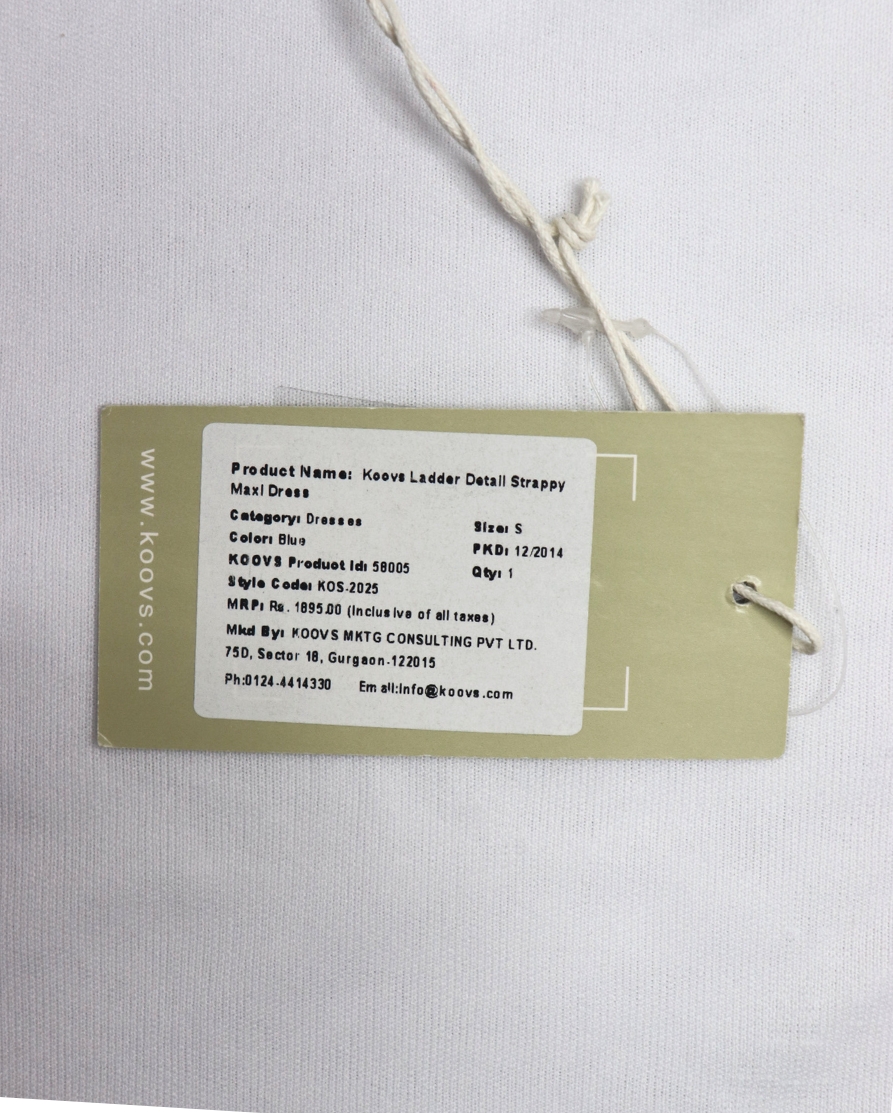 www.koovs.com
Product Name: Koovs Ladder Detail Strappy
Maxi Dress
Category: Dresses
Size: S
Color: Blue
PKD: 12/2014
KOOVS Product Id: 58005
Qty: 1
Style Code: KOS-2025
MRP: Rs. 1895.00 (Inclusive of all taxes)
Mkd By: KOOVS MKTG CONSULTING PVT LTD.
75D, Sector 18, Gurgaon-122015
Ph:0124-4414330 Email:info@koovs.com